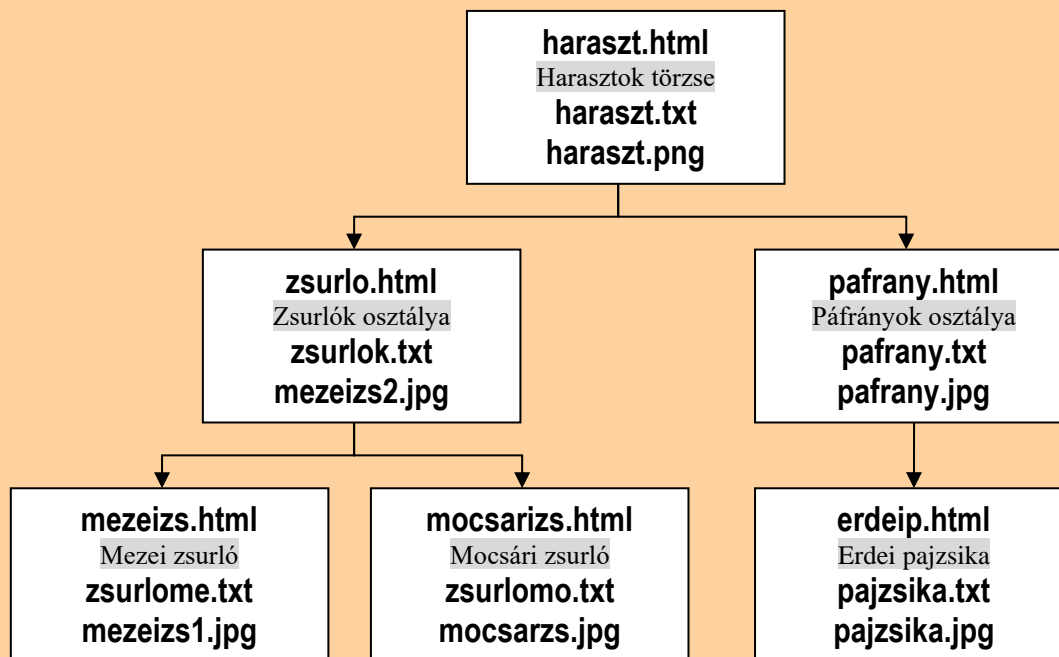 haraszt.html
Harasztok törzse
haraszt.txt
haraszt.png
zsurlo.html
Zsurlók osztálya
zsurlok.txt
mezeizs2.jpg
pafrany.html
Páfrányok osztálya
pafrany.txt
pafrany.jpg
mezeizs.html
Mezei zsurló
zsurlome.txt
mezeizs1.jpg
mocsarizs.html
Mocsári zsurló
zsurlomo.txt
mocsarzs.jpg
erdeip.html
Erdei pajzsika
pajzsika.txt
pajzsika.jpg